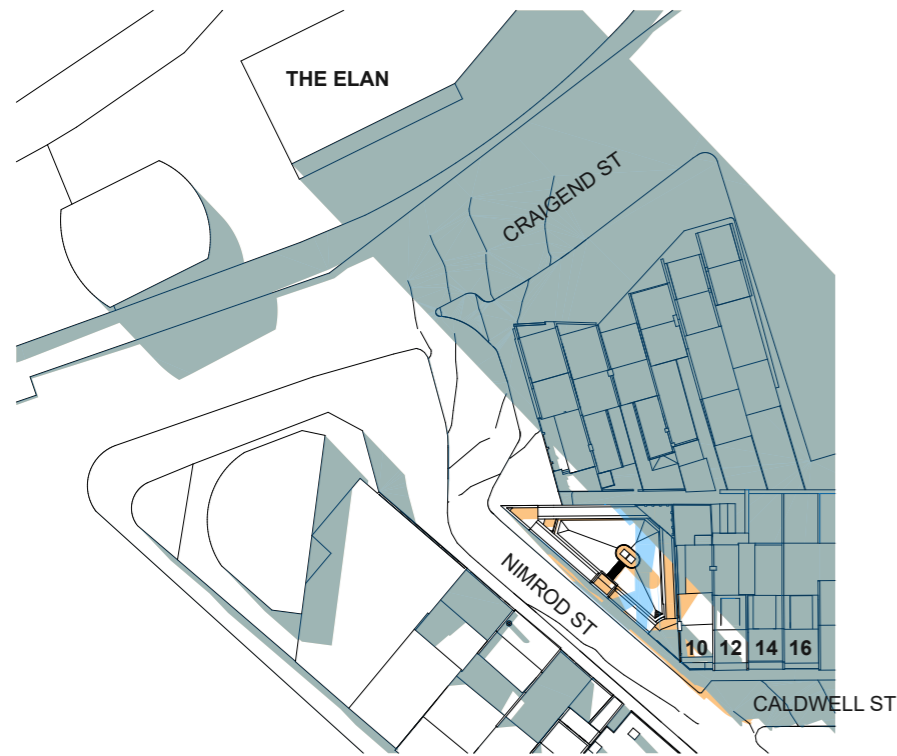 THE ELAN
CRAIGEND ST
NIMROD ST
10 12 14 16
CALDWELL ST